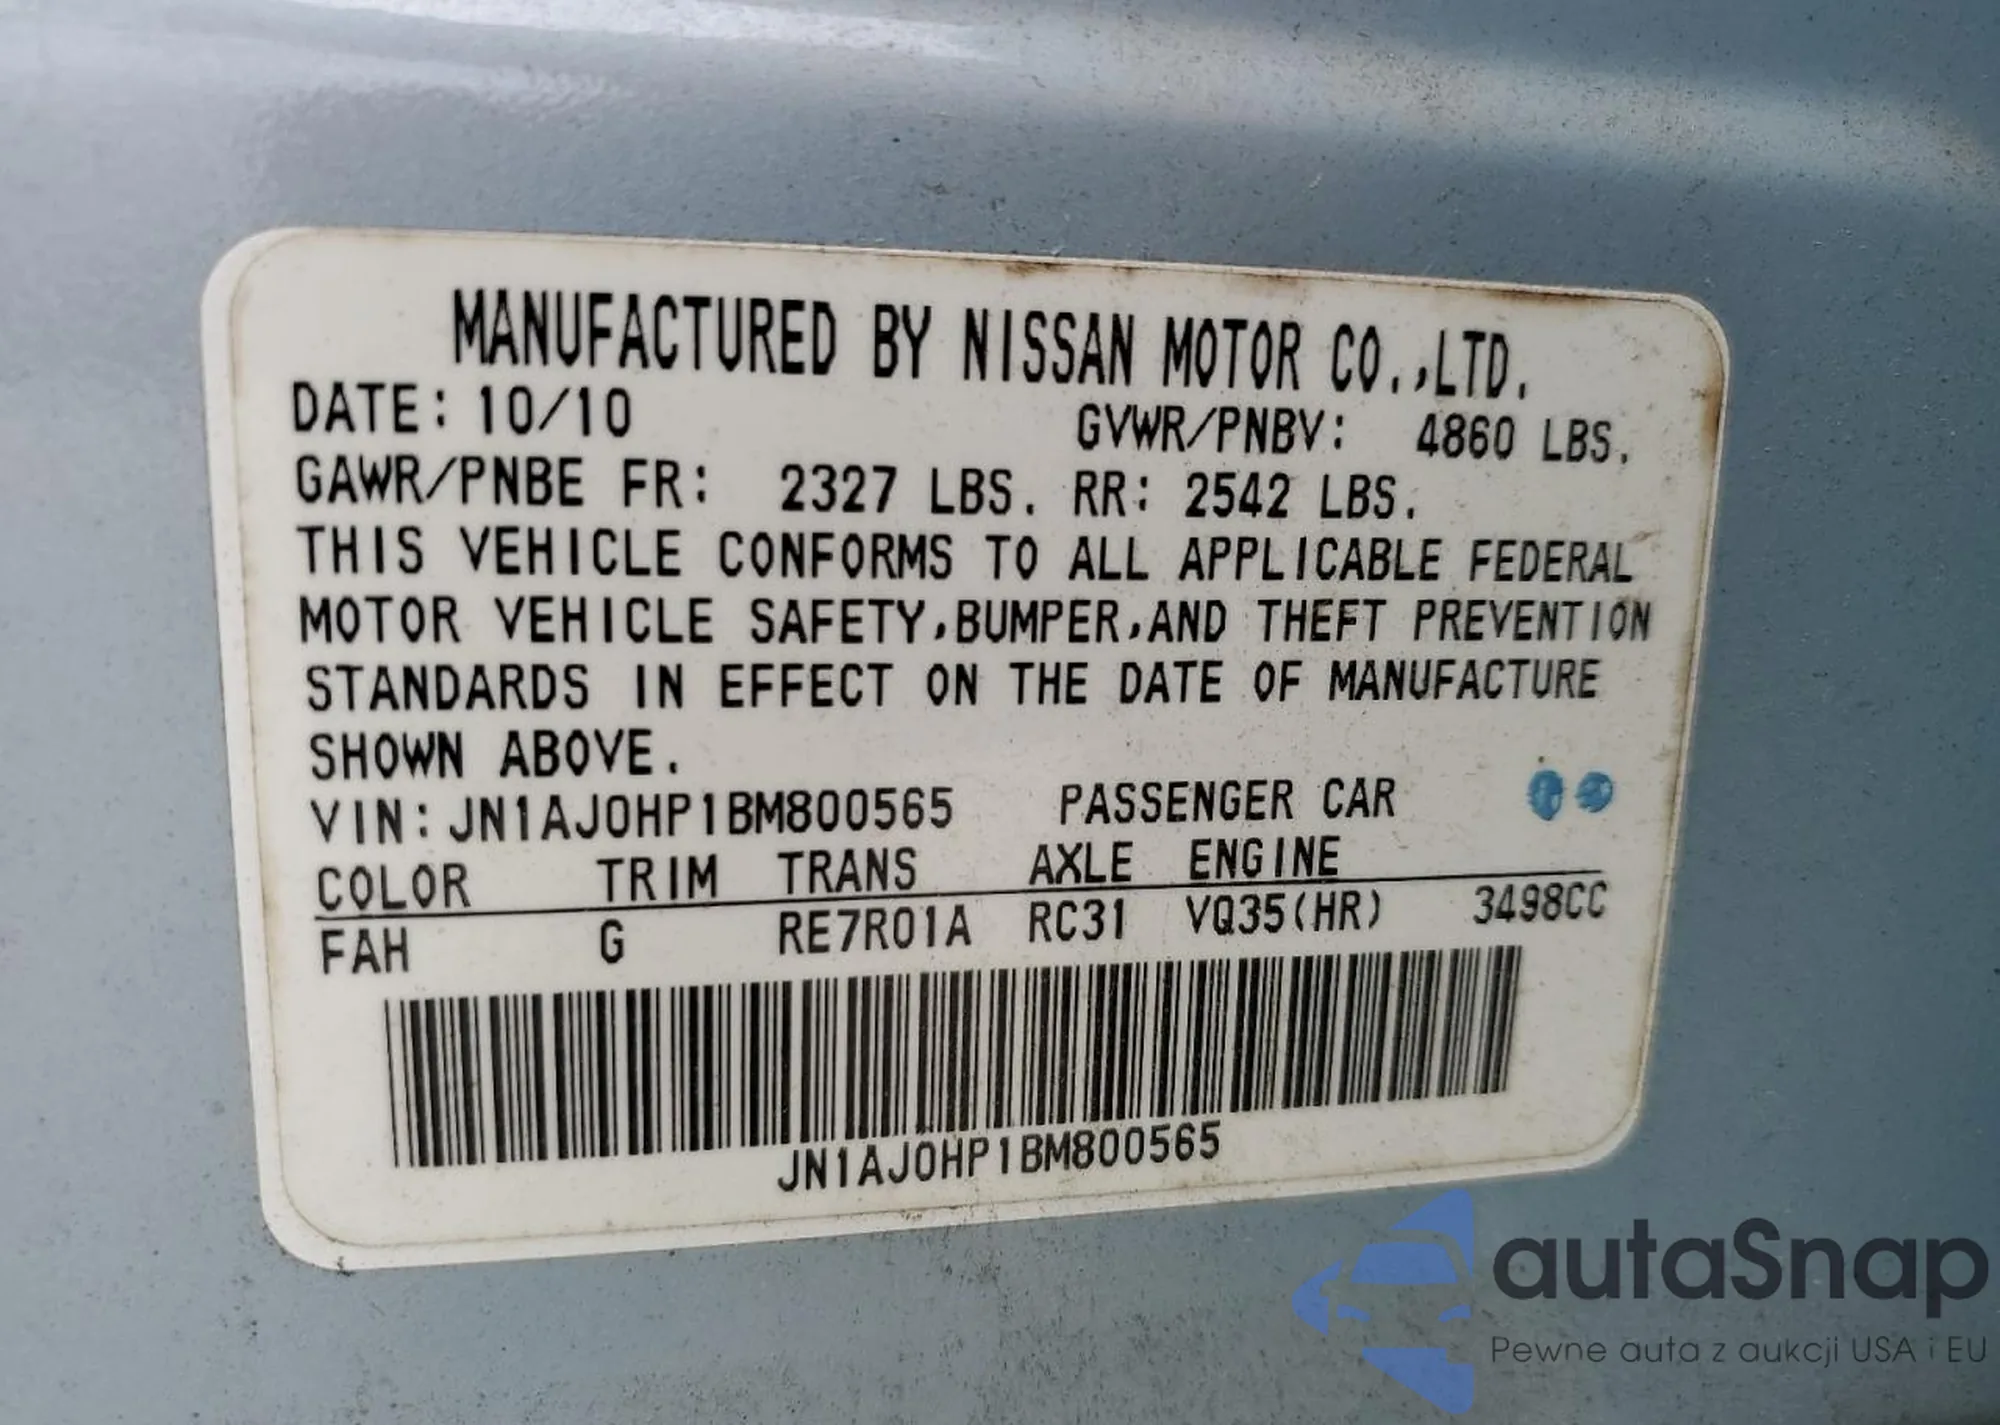 MANUFACTURED BY NISSAN MOTOR CO.,LTD.
DATE: 10/10 GVWR/PNBV: 4860 LBS.
GAWR/PNBE FR: 2327 LBS. RR: 2542 LBS.
THIS VEHICLE CONFORMS TO ALL APPLICABLE FEDERAL
MOTOR VEHICLE SAFETY,BUMPER,AND THEFT PREVENTION
STANDARDS IN EFFECT ON THE DATE OF MANUFACTURE
SHOWN ABOVE.
VIN:JN1AJ0HP1BM800565 PASSENGER CAR
COLOR TRIM TRANS AXLE ENGINE
FAH G RE7R01A RC31 VQ35(HR) 3498CC
JN1AJ0HP1BM800565
autaSnap
Pewne auta z aukcji USA i EU